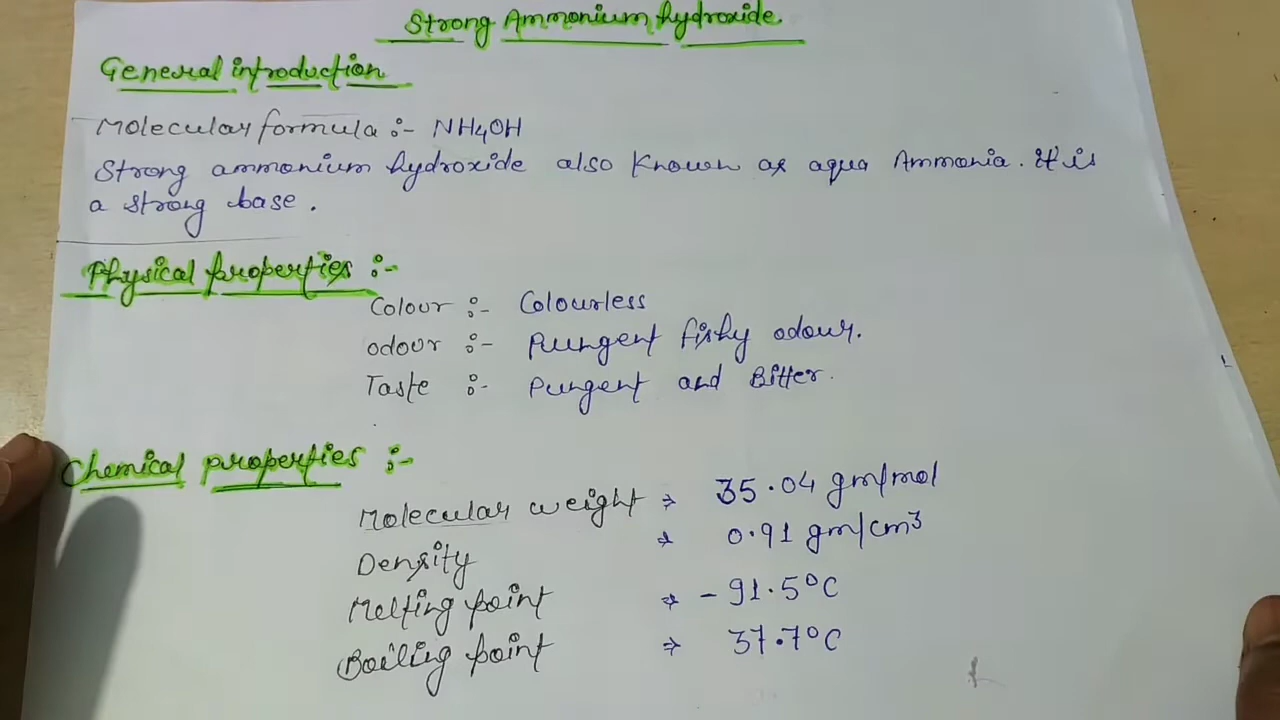 Strong Ammonium hydroxide.
General introduction
Molecular formula :- NH4OH
Strong ammonium hydroxide also known as aqua Ammonia. It is
a strong base.
Physical properties :-
Colour :- Colourless
odour :- Pungent fishy odour.
Taste :- Pungent and Bitter.
Chemical properties :-
Molecular weight → 35.04 gm/mol
Density → 0.91 gm/cm³
Melting point → - 91.5°C
Boiling point → 37.7°C